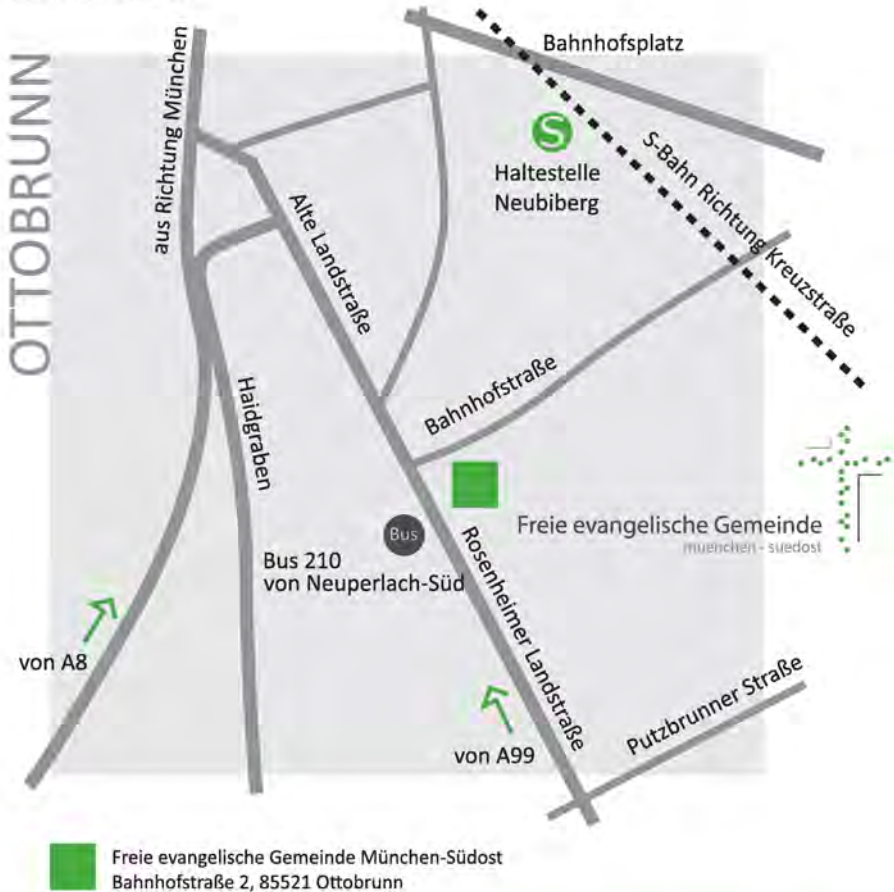 OTTOBRUNN
aus Richtung München
Bahnhofsplatz
S
Haltestelle
Neubiberg
S-Bahn Richtung Kreuzstraße
Alte Landstraße
Haidgraben
Bahnhofstraße
Bus
Bus 210
von Neuperlach-Süd
Rosenheimer Landstraße
Freie evangelische Gemeinde
muenchen - suedost
von A8
von A99
Putzbrunner Straße
Freie evangelische Gemeinde München-Südost
Bahnhofstraße 2, 85521 Ottobrunn